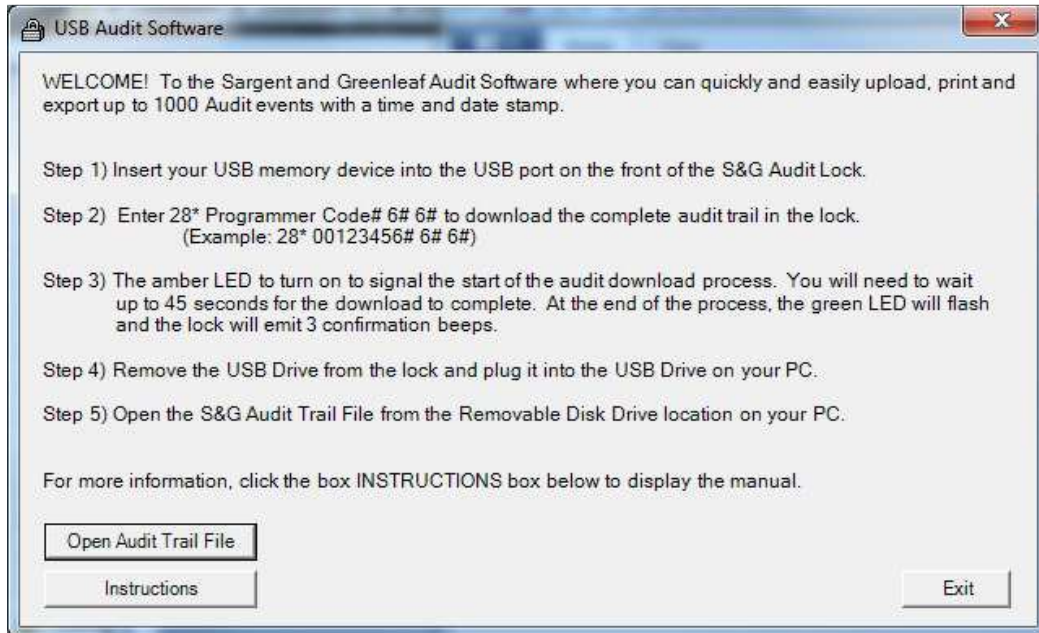 USB Audit Software
WELCOME! To the Sargent and Greenleaf Audit Software where you can quickly and easily upload, print and
export up to 1000 Audit events with a time and date stamp.
Step 1) Insert your USB memory device into the USB port on the front of the S&G Audit Lock.
Step 2) Enter 28* Programmer Code# 6# 6# to download the complete audit trail in the lock.
(Example: 28* 00123456# 6# 6#)
Step 3) The amber LED to turn on to signal the start of the audit download process. You will need to wait
up to 45 seconds for the download to complete. At the end of the process, the green LED will flash
and the lock will emit 3 confirmation beeps.
Step 4) Remove the USB Drive from the lock and plug it into the USB Drive on your PC.
Step 5) Open the S&G Audit Trail File from the Removable Disk Drive location on your PC.
For more information, click the box INSTRUCTIONS box below to display the manual.
Open Audit Trail File
Instructions
Exit